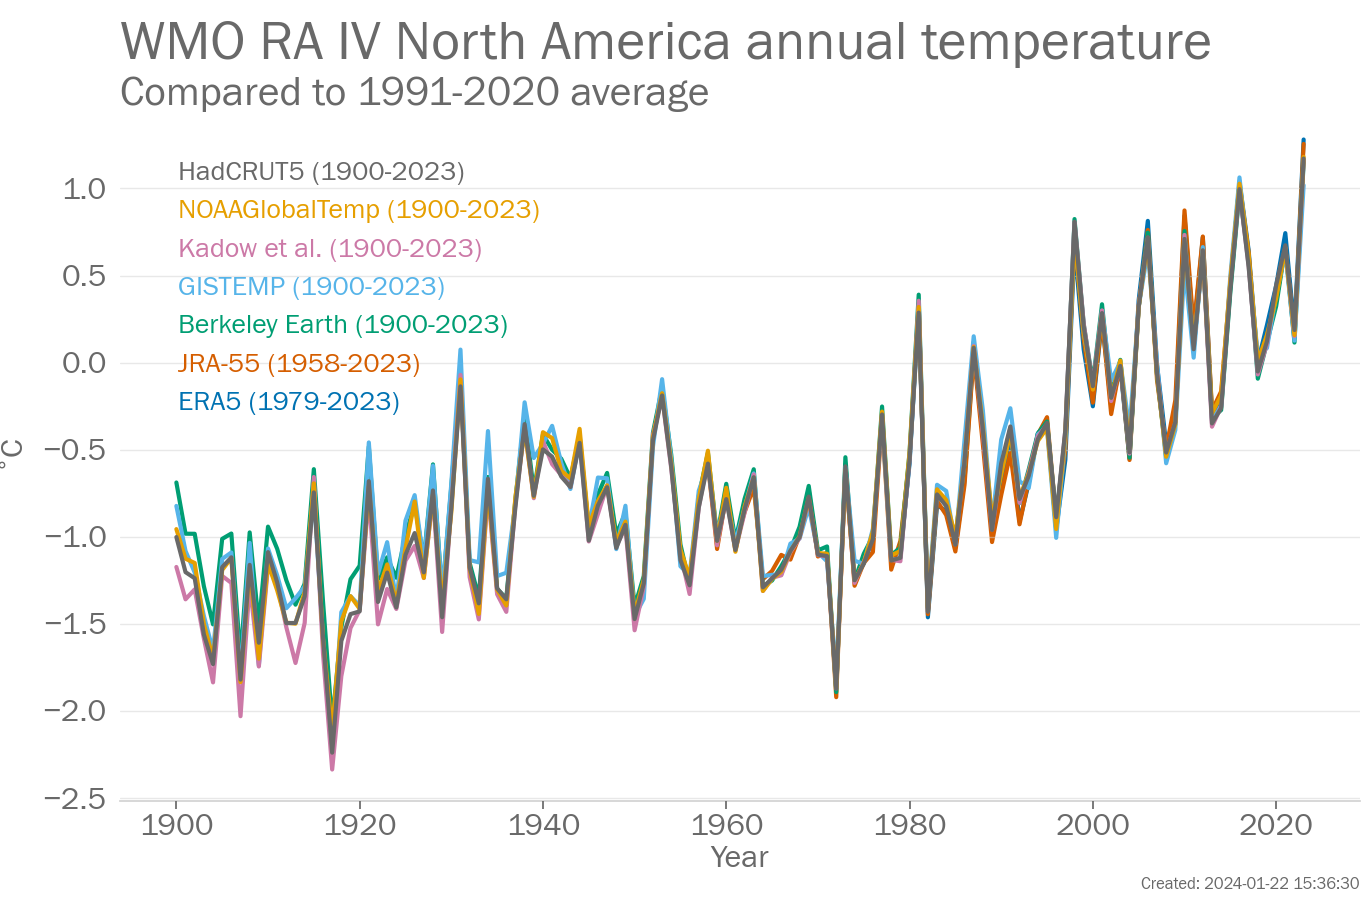 WMO RA IV North America annual temperature
Compared to 1991-2020 average
HadCRUT5 (1900-2023)
NOAAGlobalTemp (1900-2023)
Kadow et al. (1900-2023)
GISTEMP (1900-2023)
Berkeley Earth (1900-2023)
JRA-55 (1958-2023)
ERA5 (1979-2023)
1.0
0.5
0.0
−0.5
−1.0
−1.5
−2.0
−2.5
°C
1900 1920 1940 1960 1980 2000 2020
Year
Created: 2024-01-22 15:36:30